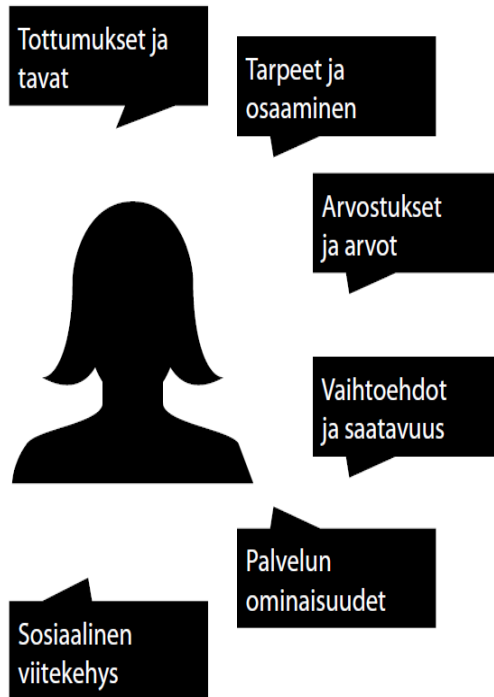 Tottumukset ja
tavat
Tarpeet ja
osaaminen
Arvostukset
ja arvot
Vaihtoehdot
ja saatavuus
Palvelun
ominaisuudet
Sosiaalinen
viitekehys